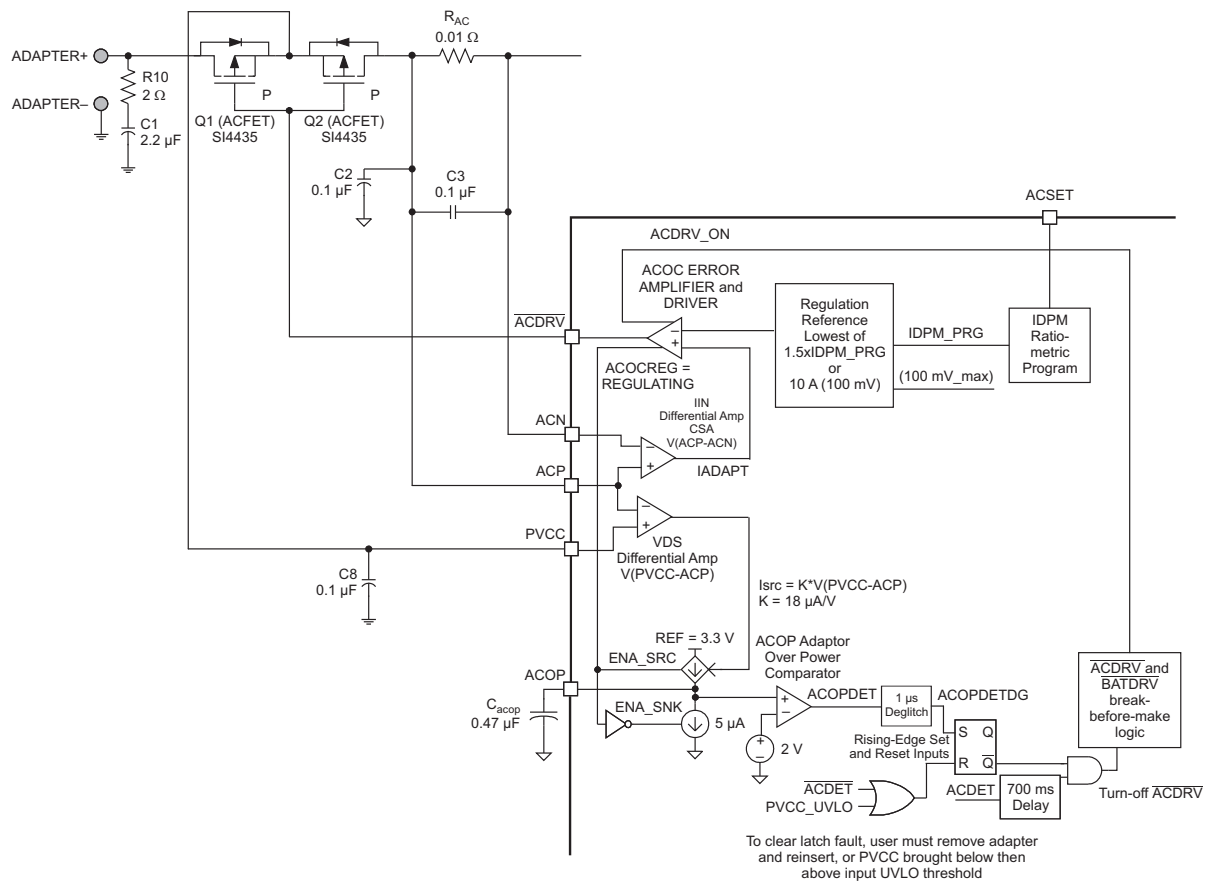 R_AC
0.01 Ω
ADAPTER+
R10
2 Ω
P
P
ADAPTER–
C1
2.2 µF
Q1 (ACFET)
SI4435
Q2 (ACFET)
SI4435
C2
0.1 µF
C3
0.1 µF
ACSET
ACDRV_ON
ACOC ERROR
AMPLIFIER and
DRIVER
Regulation
Reference
Lowest of
1.5xIDPM_PRG
or
10 A (100 mV)
IDPM_PRG
(100 mV_max)
IDPM
Ratio-
metric
Program
ACDRV
–
+
ACOCREG =
REGULATING
IIN
Differential Amp
CSA
V(ACP-ACN)
ACN
–
+
IADAPT
ACP
–
+
PVCC
VDS
Differential Amp
V(PVCC-ACP)
C8
0.1 µF
Isrc = K*V(PVCC-ACP)
K = 18 µA/V
REF = 3.3 V
ENA_SRC
ACOP Adaptor
Over Power
Comparator
ACOP
C_acop
0.47 µF
ENA_SNK
5 µA
+
–
ACOPDET
1 µs
Deglitch
ACOPDETDG
+
–
2 V
Rising-Edge Set
and Reset Inputs
S Q
R Q
ACDRV and
BATDRV
break-
before-make
logic
ACDET
PVCC_UVLO
ACDET
700 ms
Delay
Turn-off ACDRV
To clear latch fault, user must remove adapter
and reinsert, or PVCC brought below then
above input UVLO threshold